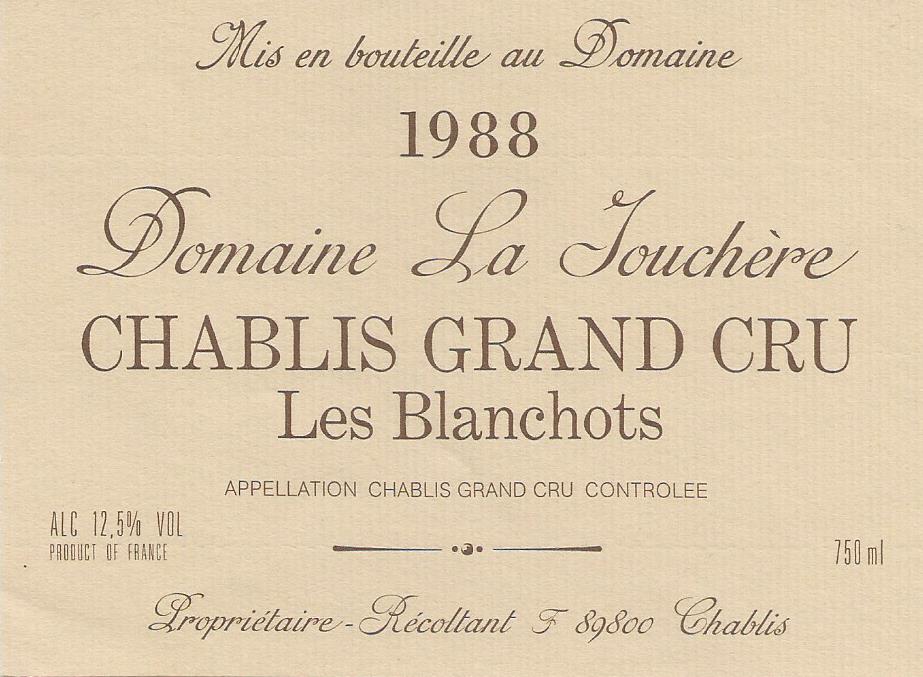 Mis en bouteille au Domaine
1988
Domaine La Jouchère
CHABLIS GRAND CRU
Les Blanchots
APPELLATION CHABLIS GRAND CRU CONTROLEE
ALC 12,5% VOL
PRODUCT OF FRANCE
750 ml
Propriétaire - Récoltant F 89800 Chablis